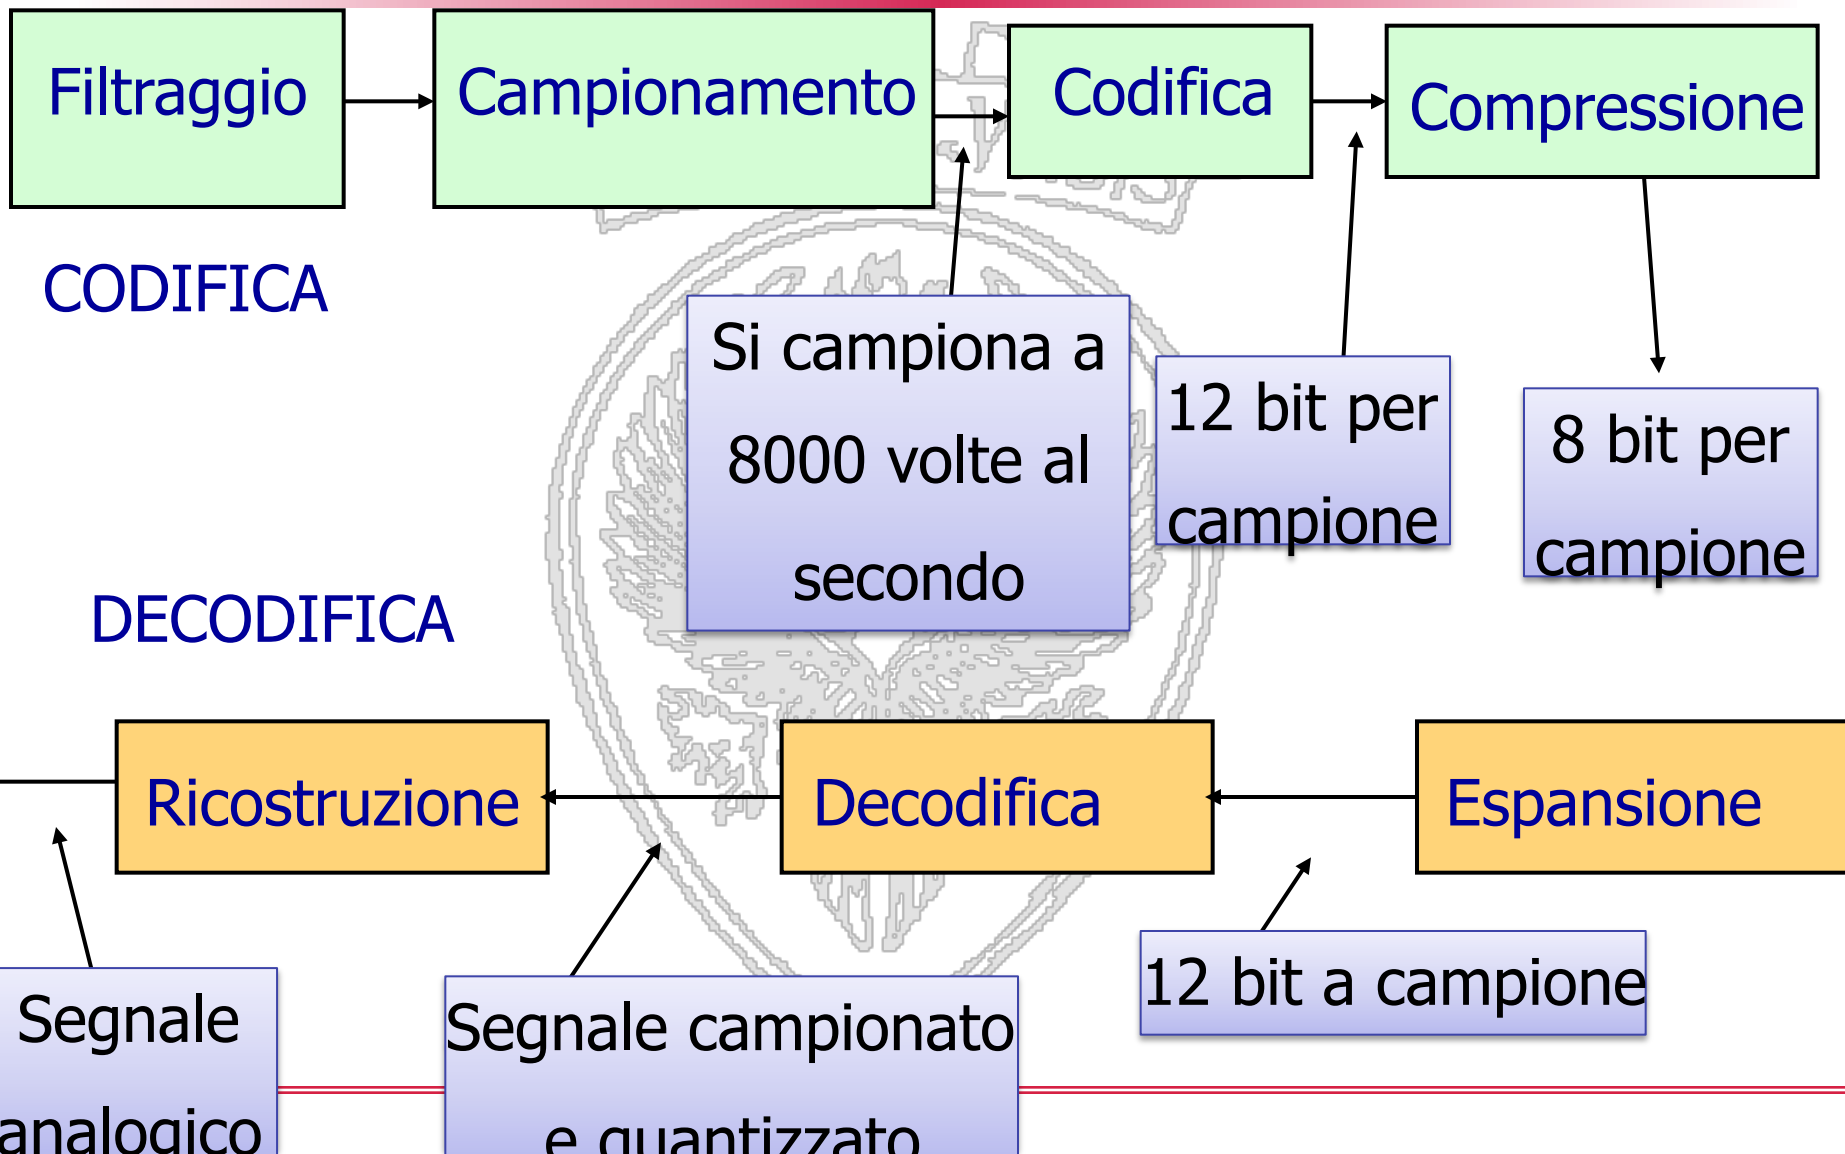 Filtraggio
Campionamento
Codifica
Compressione
CODIFICA
Si campiona a
8000 volte al
secondo
12 bit per
campione
8 bit per
campione
DECODIFICA
Ricostruzione
Decodifica
Espansione
12 bit a campione
Segnale
analogico
Segnale campionato
e quantizzato